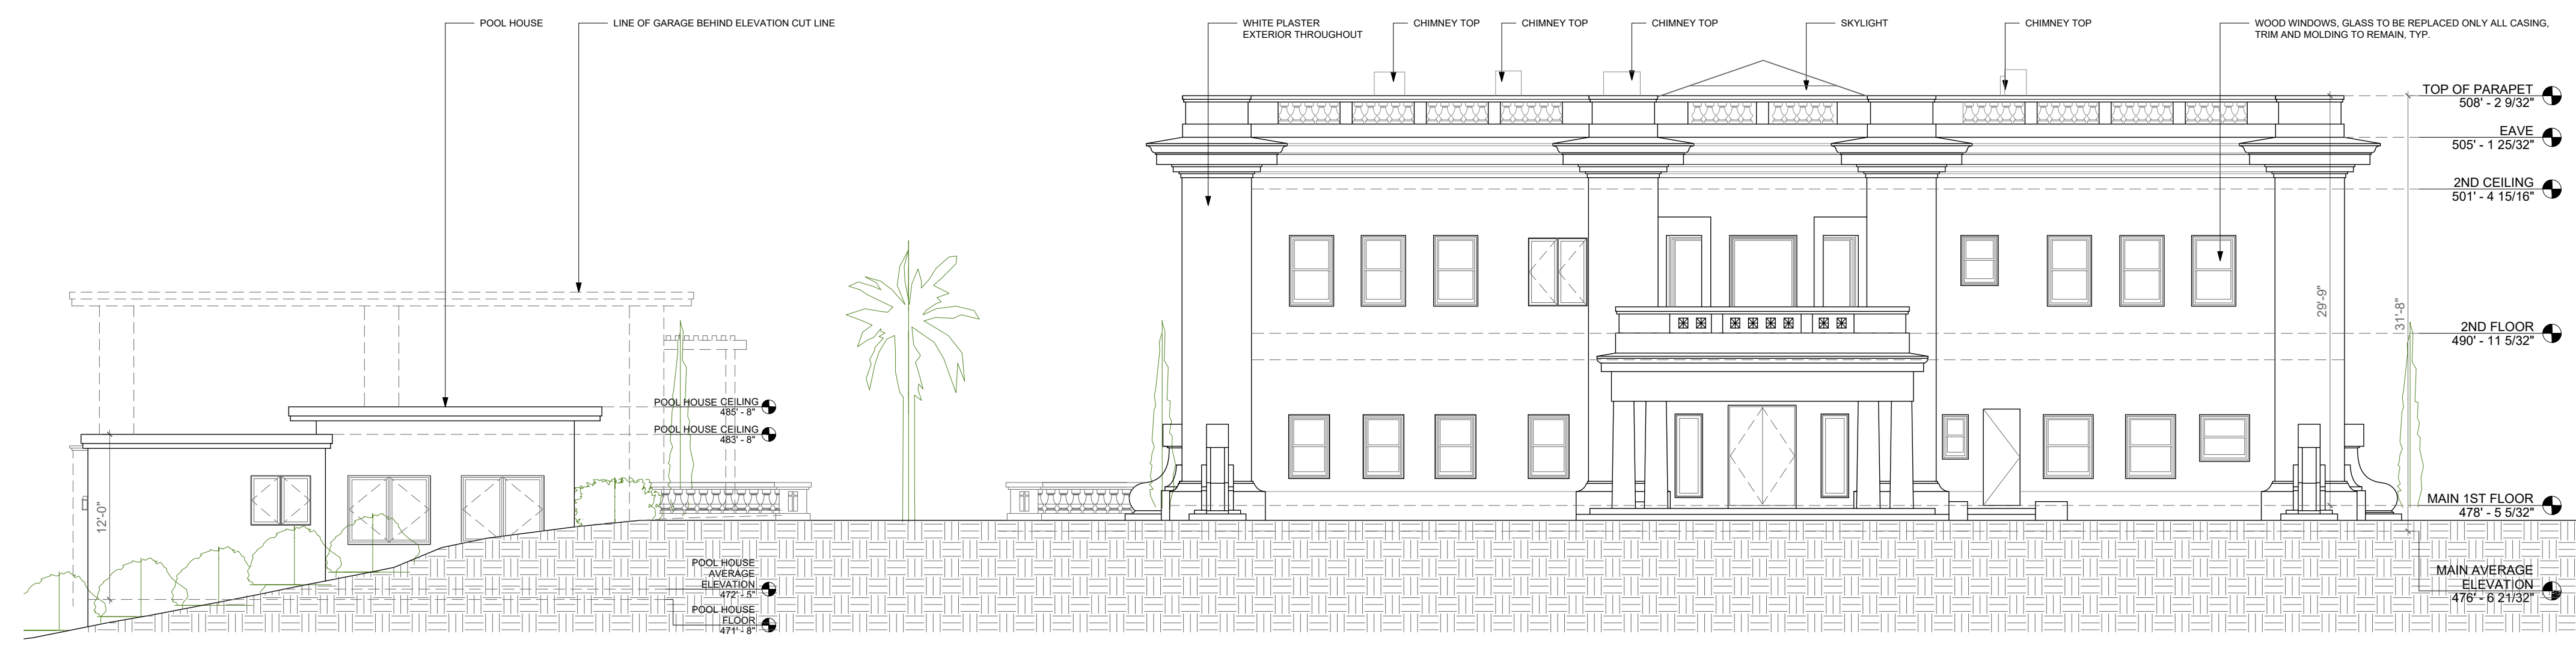 POOL HOUSE
LINE OF GARAGE BEHIND ELEVATION CUT LINE
WHITE PLASTER
EXTERIOR THROUGHOUT
CHIMNEY TOP
CHIMNEY TOP
CHIMNEY TOP
SKYLIGHT
CHIMNEY TOP
WOOD WINDOWS, GLASS TO BE REPLACED ONLY ALL CASING,
TRIM AND MOLDING TO REMAIN, TYP.
TOP OF PARAPET
508' - 2 9/32"
EAVE
505' - 1 25/32"
2ND CEILING
501' - 4 15/16"
29'-9"
31'-8"
2ND FLOOR
490' - 11 5/32"
POOL HOUSE CEILING
485' - 8"
POOL HOUSE CEILING
483' - 8"
12'-0"
MAIN 1ST FLOOR
478' - 5 5/32"
POOL HOUSE
AVERAGE
ELEVATION
472' - 5"
POOL HOUSE
FLOOR
471' - 8"
MAIN AVERAGE
ELEVATION
476' - 6 21/32"